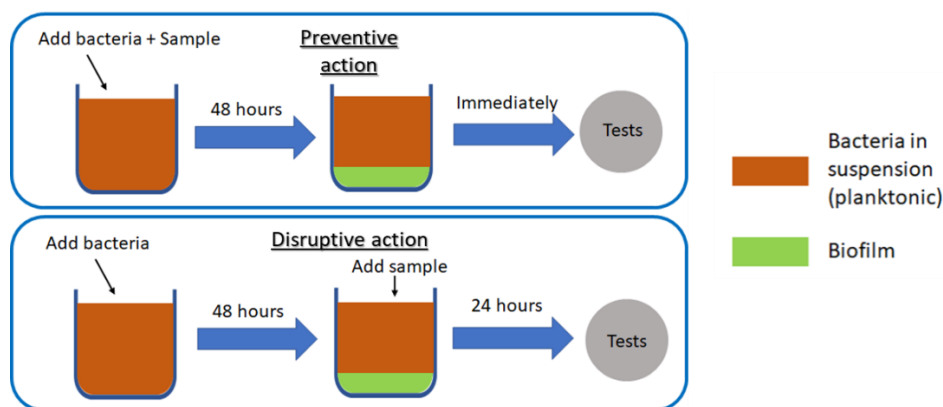 Add bacteria + Sample
Preventive
action
48 hours
Immediately
Tests
Add bacteria
Disruptive action
Add sample
48 hours
24 hours
Tests
Bacteria in
suspension
(planktonic)
Biofilm